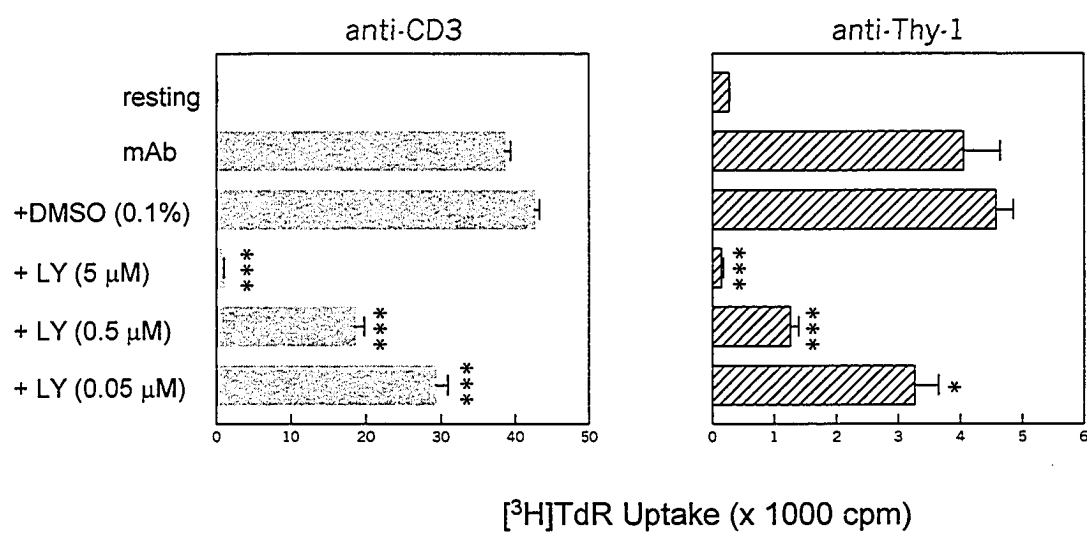 anti-CD3 anti-Thy-1
resting
mAb
+DMSO (0.1%)
+ LY (5 µM) *** ***
+ LY (0.5 µM) *** ***
+ LY (0.05 µM) *** *
0 10 20 30 40 50 0 1 2 3 4 5 6
[³H]TdR Uptake (x 1000 cpm)